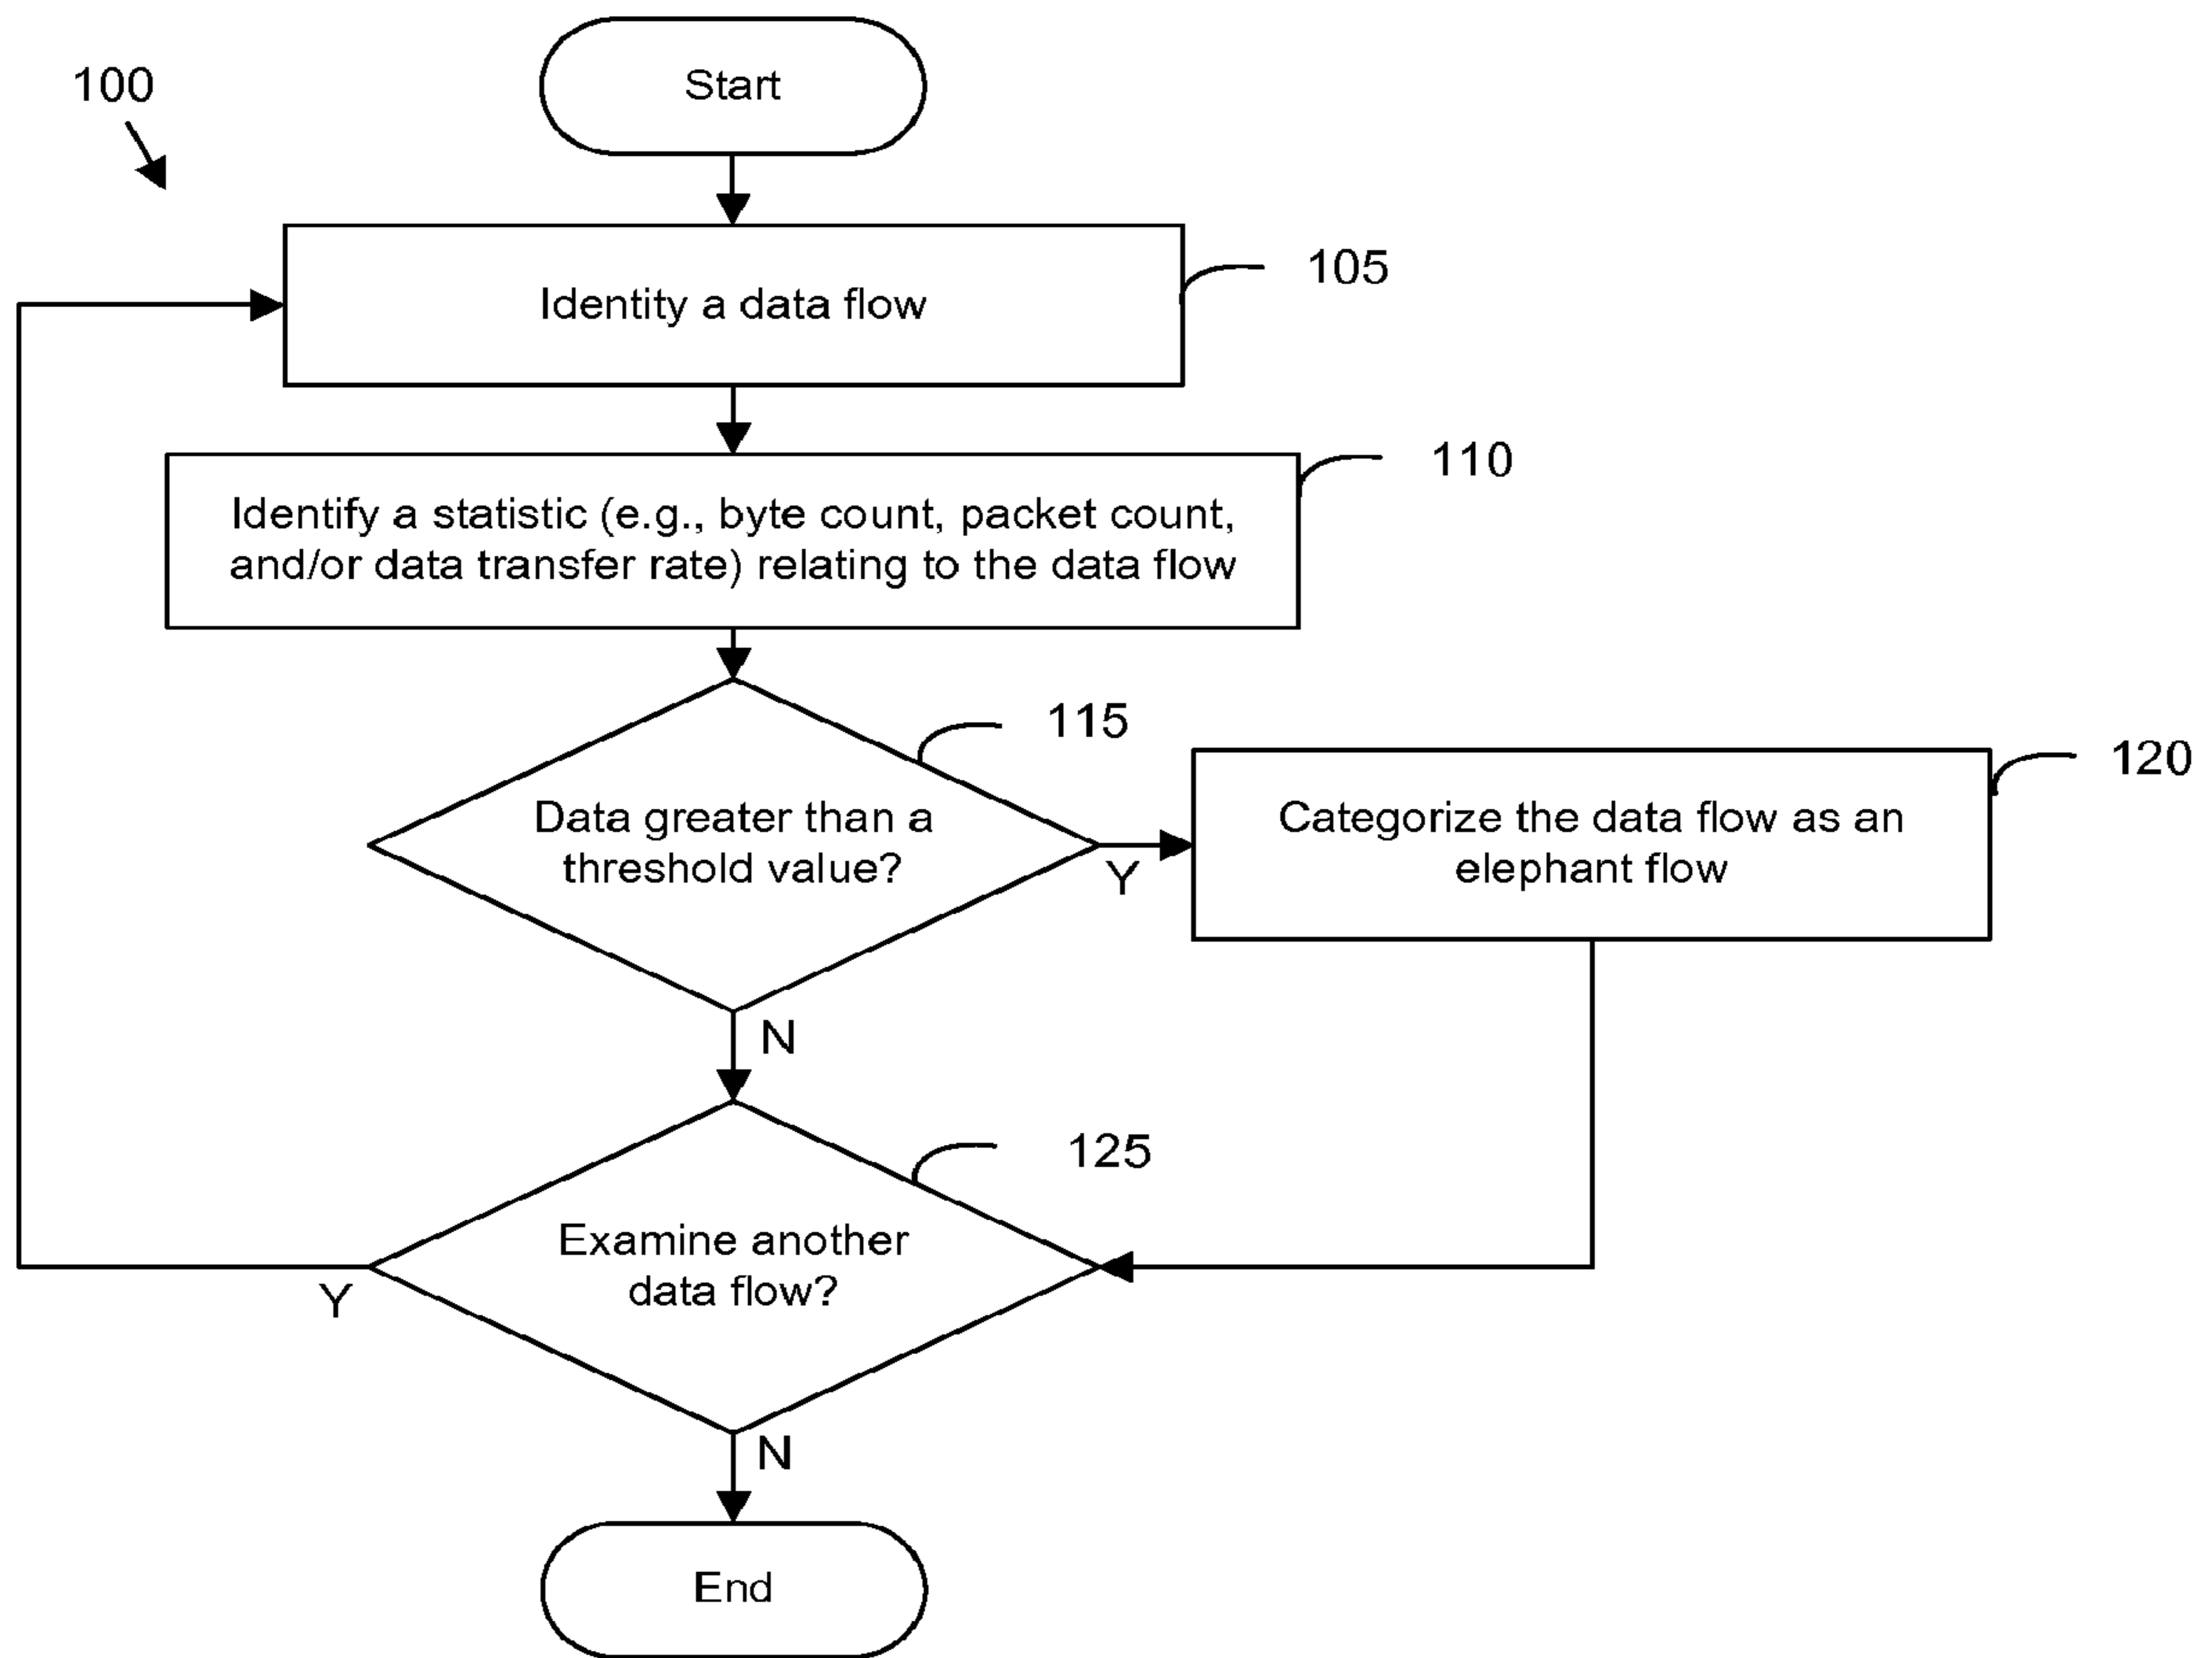 Start
100
Identity a data flow
105
Identify a statistic (e.g., byte count, packet count,
and/or data transfer rate) relating to the data flow
110
Data greater than a
threshold value?
115
Y
N
Categorize the data flow as an
elephant flow
120
Examine another
data flow?
125
Y
N
End